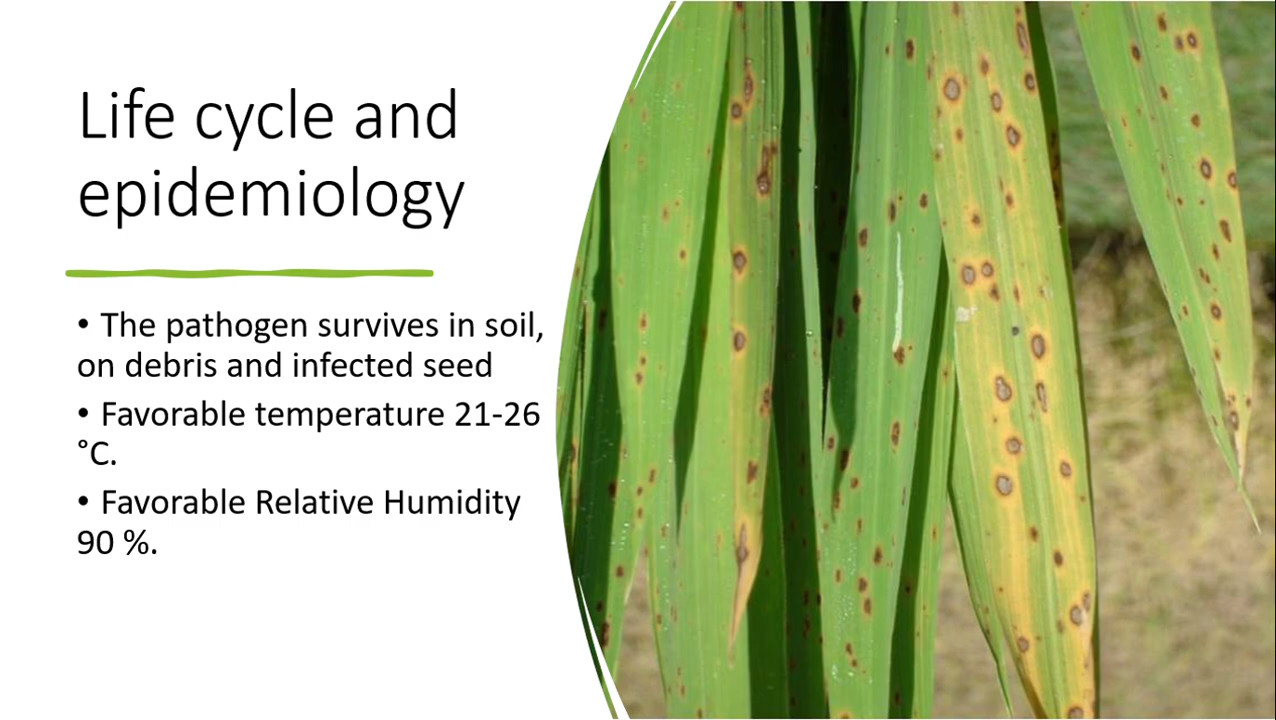 Life cycle and
epidemiology
• The pathogen survives in soil,
on debris and infected seed
• Favorable temperature 21-26
°C.
• Favorable Relative Humidity
90 %.